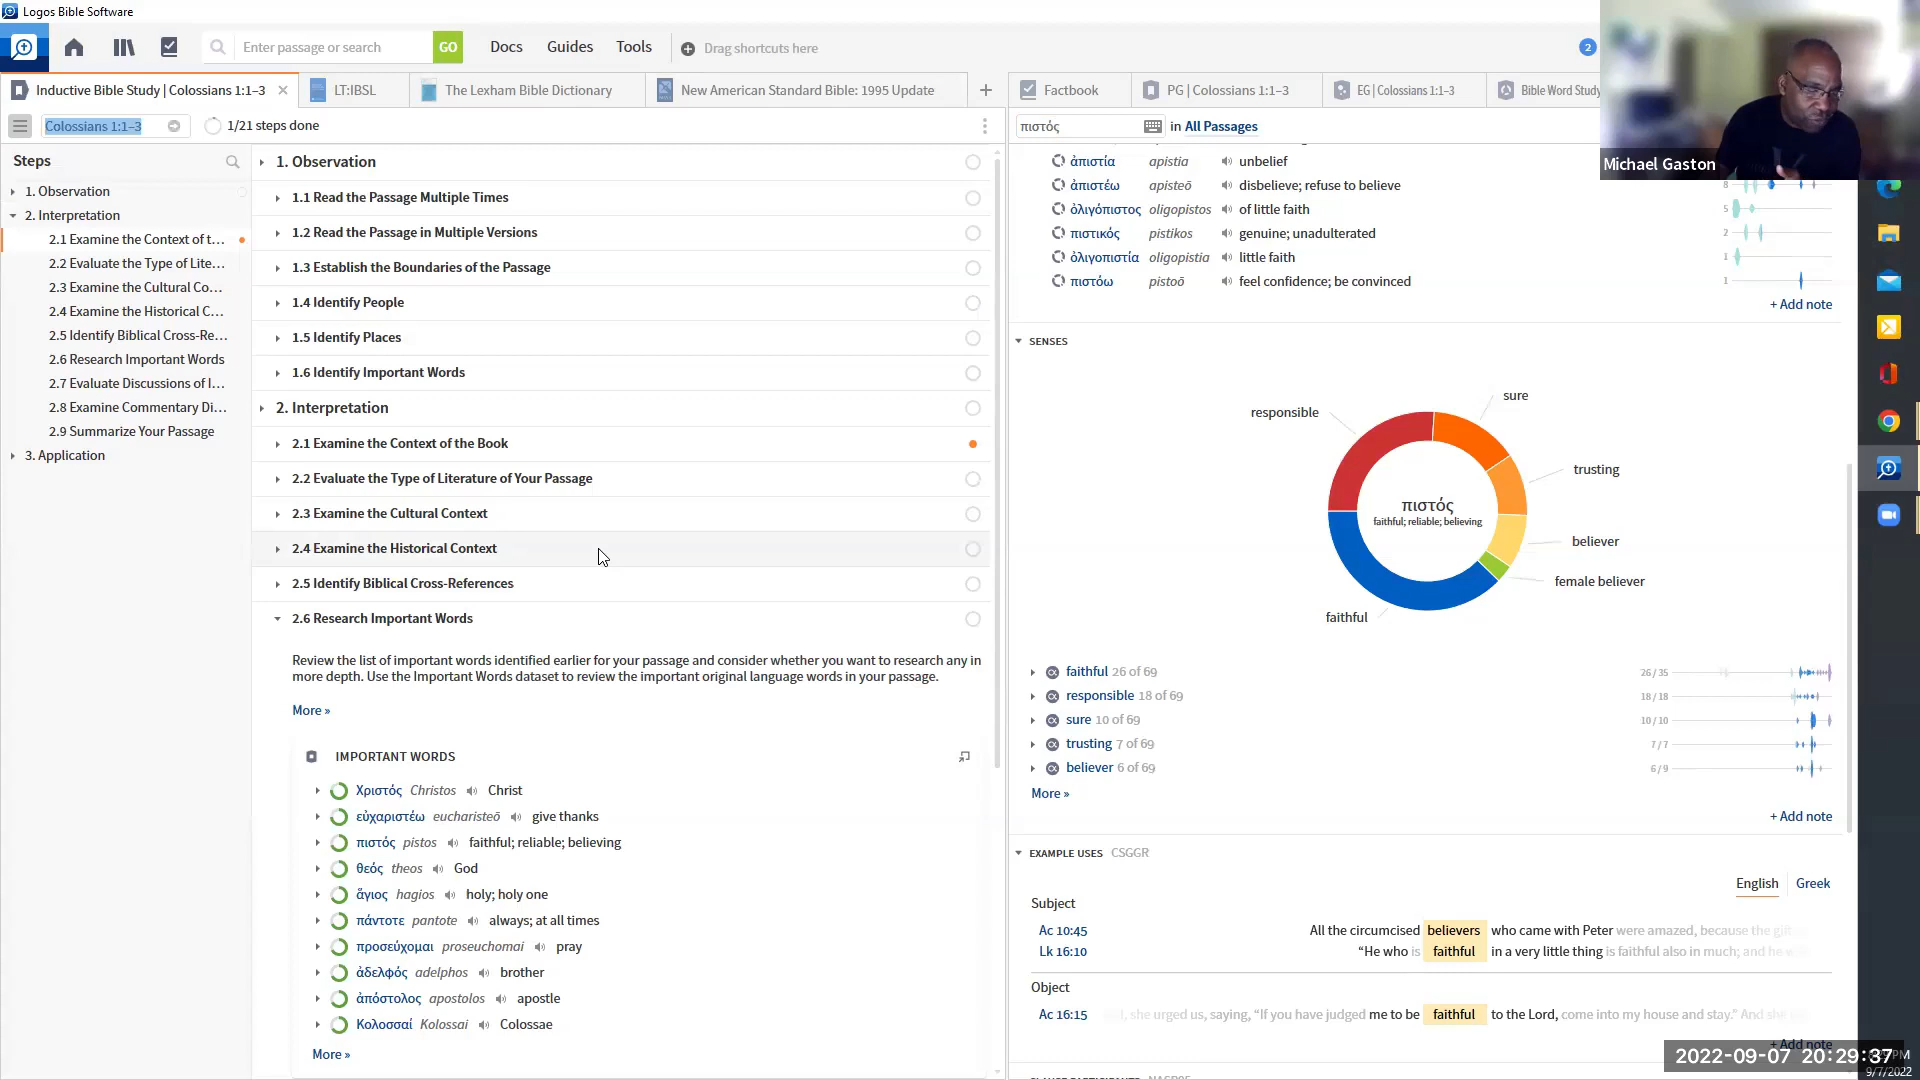 Logos Bible Software
Enter passage or search
GO
Docs
Guides
Tools
Drag shortcuts here
2
Inductive Bible Study | Colossians 1:1–3
LT:IBSL
The Lexham Bible Dictionary
New American Standard Bible: 1995 Update
Factbook
PG | Colossians 1:1–3
EG | Colossians 1:1–3
Bible Word Study
Michael Gaston
Colossians 1:1–3
1/21 steps done
Steps
1. Observation
2. Interpretation
2.1 Examine the Context of t...
2.2 Evaluate the Type of Lite...
2.3 Examine the Cultural Co...
2.4 Examine the Historical C...
2.5 Identify Biblical Cross-Re...
2.6 Research Important Words
2.7 Evaluate Discussions of I...
2.8 Examine Commentary Di...
2.9 Summarize Your Passage
3. Application
1. Observation
1.1 Read the Passage Multiple Times
1.2 Read the Passage in Multiple Versions
1.3 Establish the Boundaries of the Passage
1.4 Identify People
1.5 Identify Places
1.6 Identify Important Words
2. Interpretation
2.1 Examine the Context of the Book
2.2 Evaluate the Type of Literature of Your Passage
2.3 Examine the Cultural Context
2.4 Examine the Historical Context
2.5 Identify Biblical Cross-References
2.6 Research Important Words
Review the list of important words identified earlier for your passage and consider whether you want to research any in
more depth. Use the Important Words dataset to review the important original language words in your passage.
More »
IMPORTANT WORDS
Χριστός Christos Christ
εὐχαριστέω eucharisteō give thanks
πιστός pistos faithful; reliable; believing
θεός theos God
ἅγιος hagios holy; holy one
πάντοτε pantote always; at all times
προσεύχομαι proseuchomai pray
ἀδελφός adelphos brother
ἀπόστολος apostolos apostle
Κολοσσαί Kolossai Colossae
More »
πιστός in All Passages
ἀπιστία apistia unbelief
ἀπιστέω apisteō disbelieve; refuse to believe 8
ὀλιγόπιστος oligopistos of little faith 5
πιστικός pistikos genuine; unadulterated 2
ὀλιγοπιστία oligopistia little faith 1
πιστόω pistoō feel confidence; be convinced 1
+ Add note
SENSES
responsible
sure
trusting
believer
female believer
faithful
πιστός
faithful; reliable; believing
faithful 26 of 69 26 / 35
responsible 18 of 69 18 / 18
sure 10 of 69 10 / 10
trusting 7 of 69 7 / 7
believer 6 of 69 6 / 9
More »
+ Add note
EXAMPLE USES CSGGR
English Greek
Subject
Ac 10:45 All the circumcised believers who came with Peter were amazed, because the
Lk 16:10 “He who is faithful in a very little thing is faithful also in much; and he
Object
Ac 16:15 she urged us, saying, “If you have judged me to be faithful to the Lord, come into my house and stay.” And she
+ Add note
2022-09-07 20:29:37
PM
9/7/2022